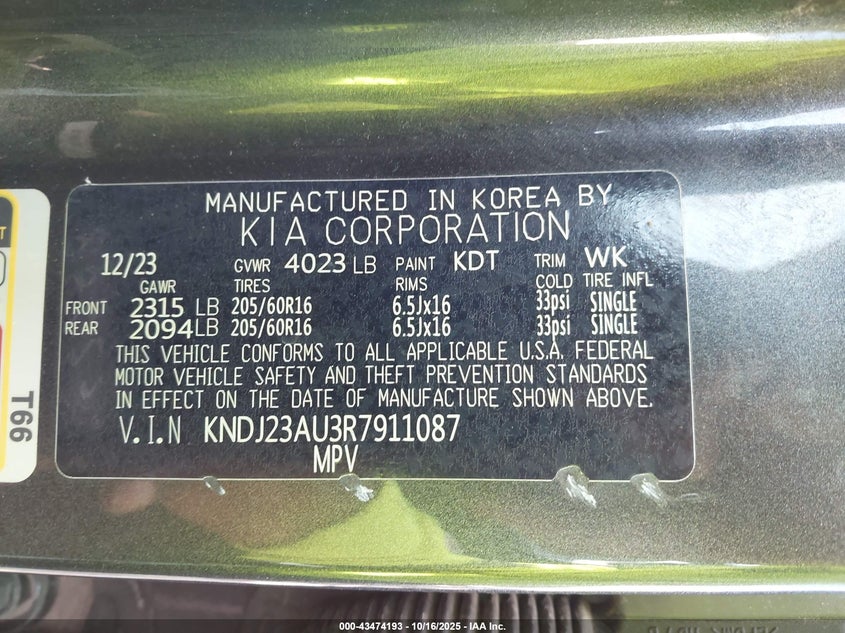 MANUFACTURED IN KOREA BY
KIA CORPORATION
12/23 GVWR 4023 LB PAINT KDT TRIM WK
GAWR TIRES RIMS COLD TIRE INFL
FRONT 2315 LB 205/60R16 6.5Jx16 33psi SINGLE
REAR 2094 LB 205/60R16 6.5Jx16 33psi SINGLE
THIS VEHICLE CONFORMS TO ALL APPLICABLE U.S.A. FEDERAL
MOTOR VEHICLE SAFETY AND THEFT PREVENTION STANDARDS
IN EFFECT ON THE DATE OF MANUFACTURE SHOWN ABOVE.
V.I.N KNDJ23AU3R7911087
MPV
T66
000-43474193 - 10/16/2025 - IAA Inc.